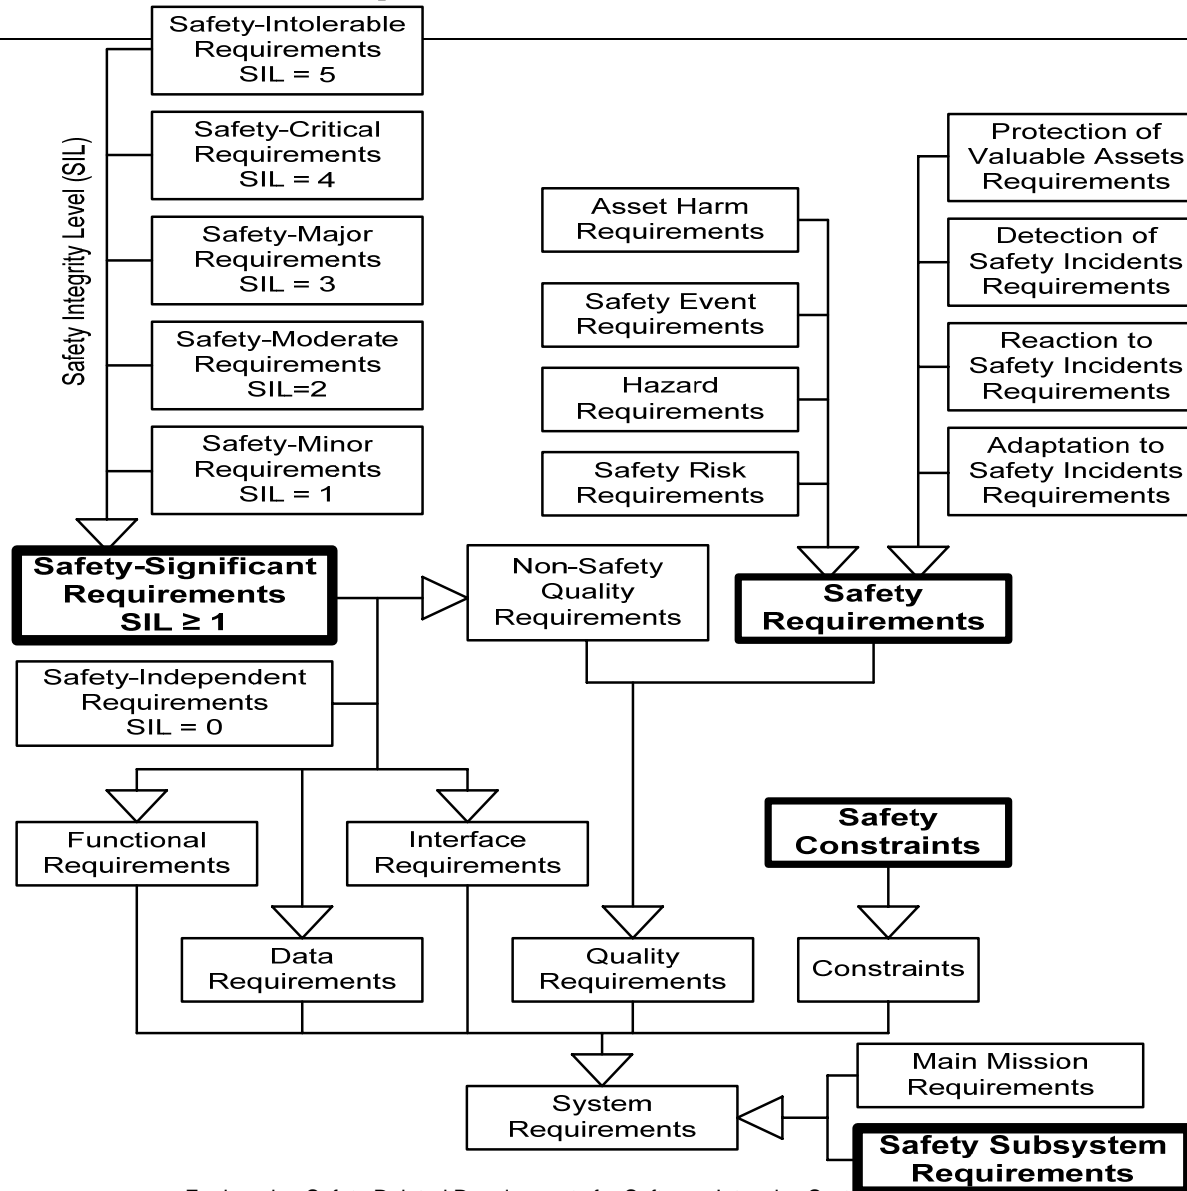 Safety-Intolerable
Requirements
SIL = 5
Safety Integrity Level (SIL)
Safety-Critical
Requirements
SIL = 4
Safety-Major
Requirements
SIL = 3
Safety-Moderate
Requirements
SIL=2
Safety-Minor
Requirements
SIL = 1
Asset Harm
Requirements
Safety Event
Requirements
Hazard
Requirements
Safety Risk
Requirements
Protection of
Valuable Assets
Requirements
Detection of
Safety Incidents
Requirements
Reaction to
Safety Incidents
Requirements
Adaptation to
Safety Incidents
Requirements
Safety-Significant
Requirements
SIL ≥ 1
Non-Safety
Quality
Requirements
Safety
Requirements
Safety-Independent
Requirements
SIL = 0
Functional
Requirements
Interface
Requirements
Safety
Constraints
Data
Requirements
Quality
Requirements
Constraints
System
Requirements
Main Mission
Requirements
Safety Subsystem
Requirements